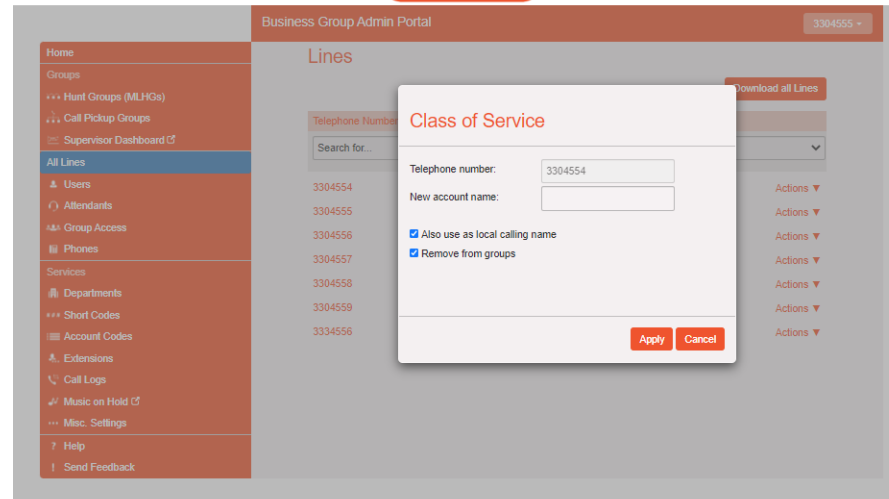 Business Group Admin Portal
3304555
Home
Groups
Hunt Groups (MLHGs)
Call Pickup Groups
Supervisor Dashboard
All Lines
Users
Attendants
Group Access
Phones
Services
Departments
Short Codes
Account Codes
Extensions
Call Logs
Music on Hold
Misc. Settings
? Help
! Send Feedback
Lines
Download all Lines
Telephone Number
Search for...
3304554 Actions ▼
3304555 Actions ▼
3304556 Actions ▼
3304557 Actions ▼
3304558 Actions ▼
3304559 Actions ▼
3334556 Actions ▼
Class of Service
Telephone number: 3304554
New account name:
Also use as local calling name
Remove from groups
Apply Cancel